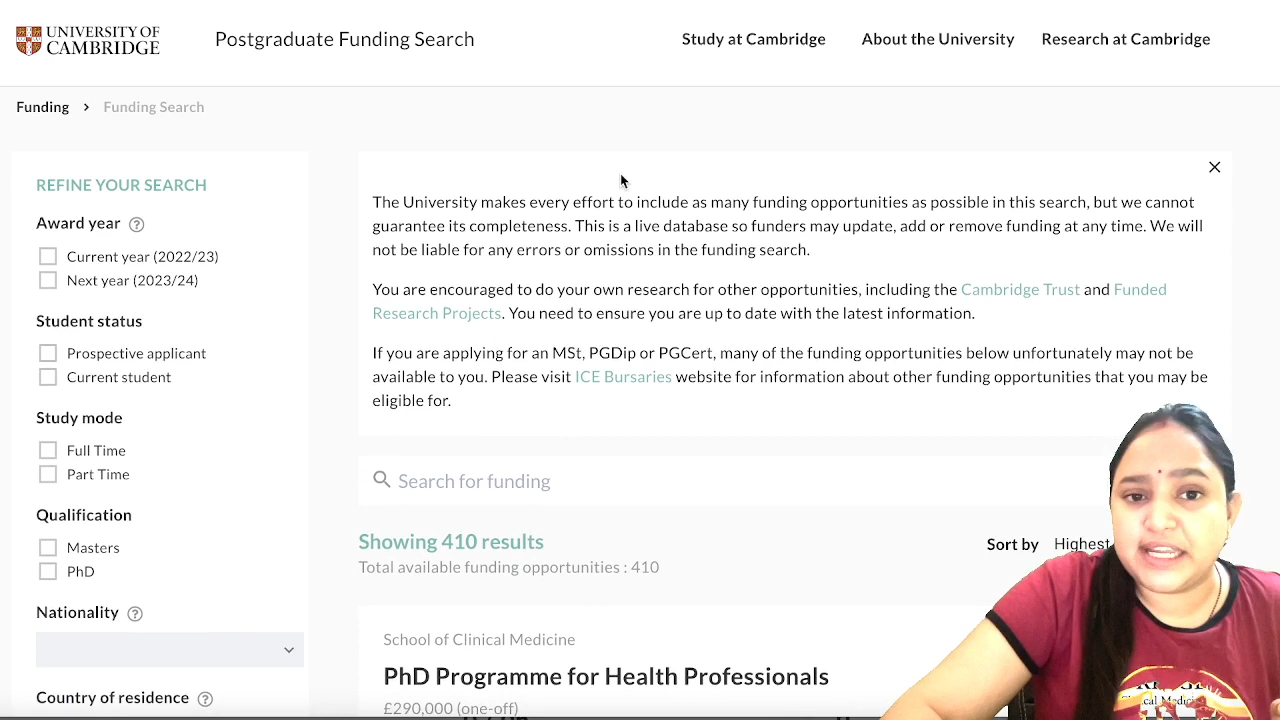 UNIVERSITY OF
CAMBRIDGE
Postgraduate Funding Search
Study at Cambridge
About the University
Research at Cambridge
Funding > Funding Search
REFINE YOUR SEARCH
Award year ?
Current year (2022/23)
Next year (2023/24)
Student status
Prospective applicant
Current student
Study mode
Full Time
Part Time
Qualification
Masters
PhD
Nationality ?
Country of residence ?
The University makes every effort to include as many funding opportunities as possible in this search, but we cannot
guarantee its completeness. This is a live database so funders may update, add or remove funding at any time. We will
not be liable for any errors or omissions in the funding search.
You are encouraged to do your own research for other opportunities, including the Cambridge Trust and Funded
Research Projects. You need to ensure you are up to date with the latest information.
If you are applying for an MSt, PGDip or PGCert, many of the funding opportunities below unfortunately may not be
available to you. Please visit ICE Bursaries website for information about other funding opportunities that you may be
eligible for.
Search for funding
Showing 410 results
Total available funding opportunities : 410
Sort by Highest
School of Clinical Medicine
PhD Programme for Health Professionals
£290,000 (one-off)